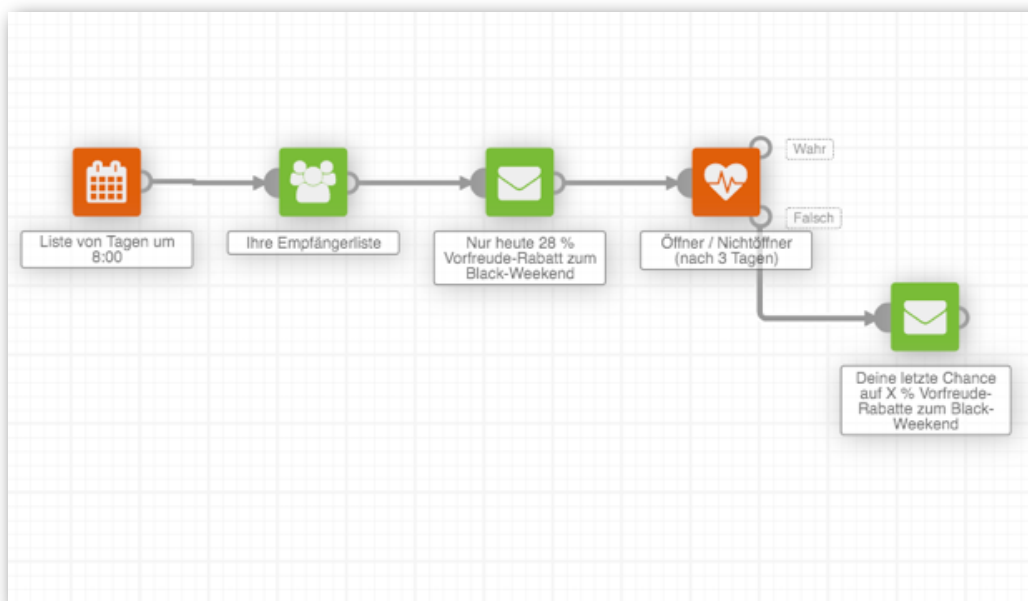 Wahr
Falsch
Liste von Tagen um
8:00
Ihre Empfängerliste
Nur heute 28 %
Vorfreude-Rabatt zum
Black-Weekend
Öffner / Nichtöffner
(nach 3 Tagen)
Deine letzte Chance
auf X % Vorfreude-
Rabatte zum Black-
Weekend